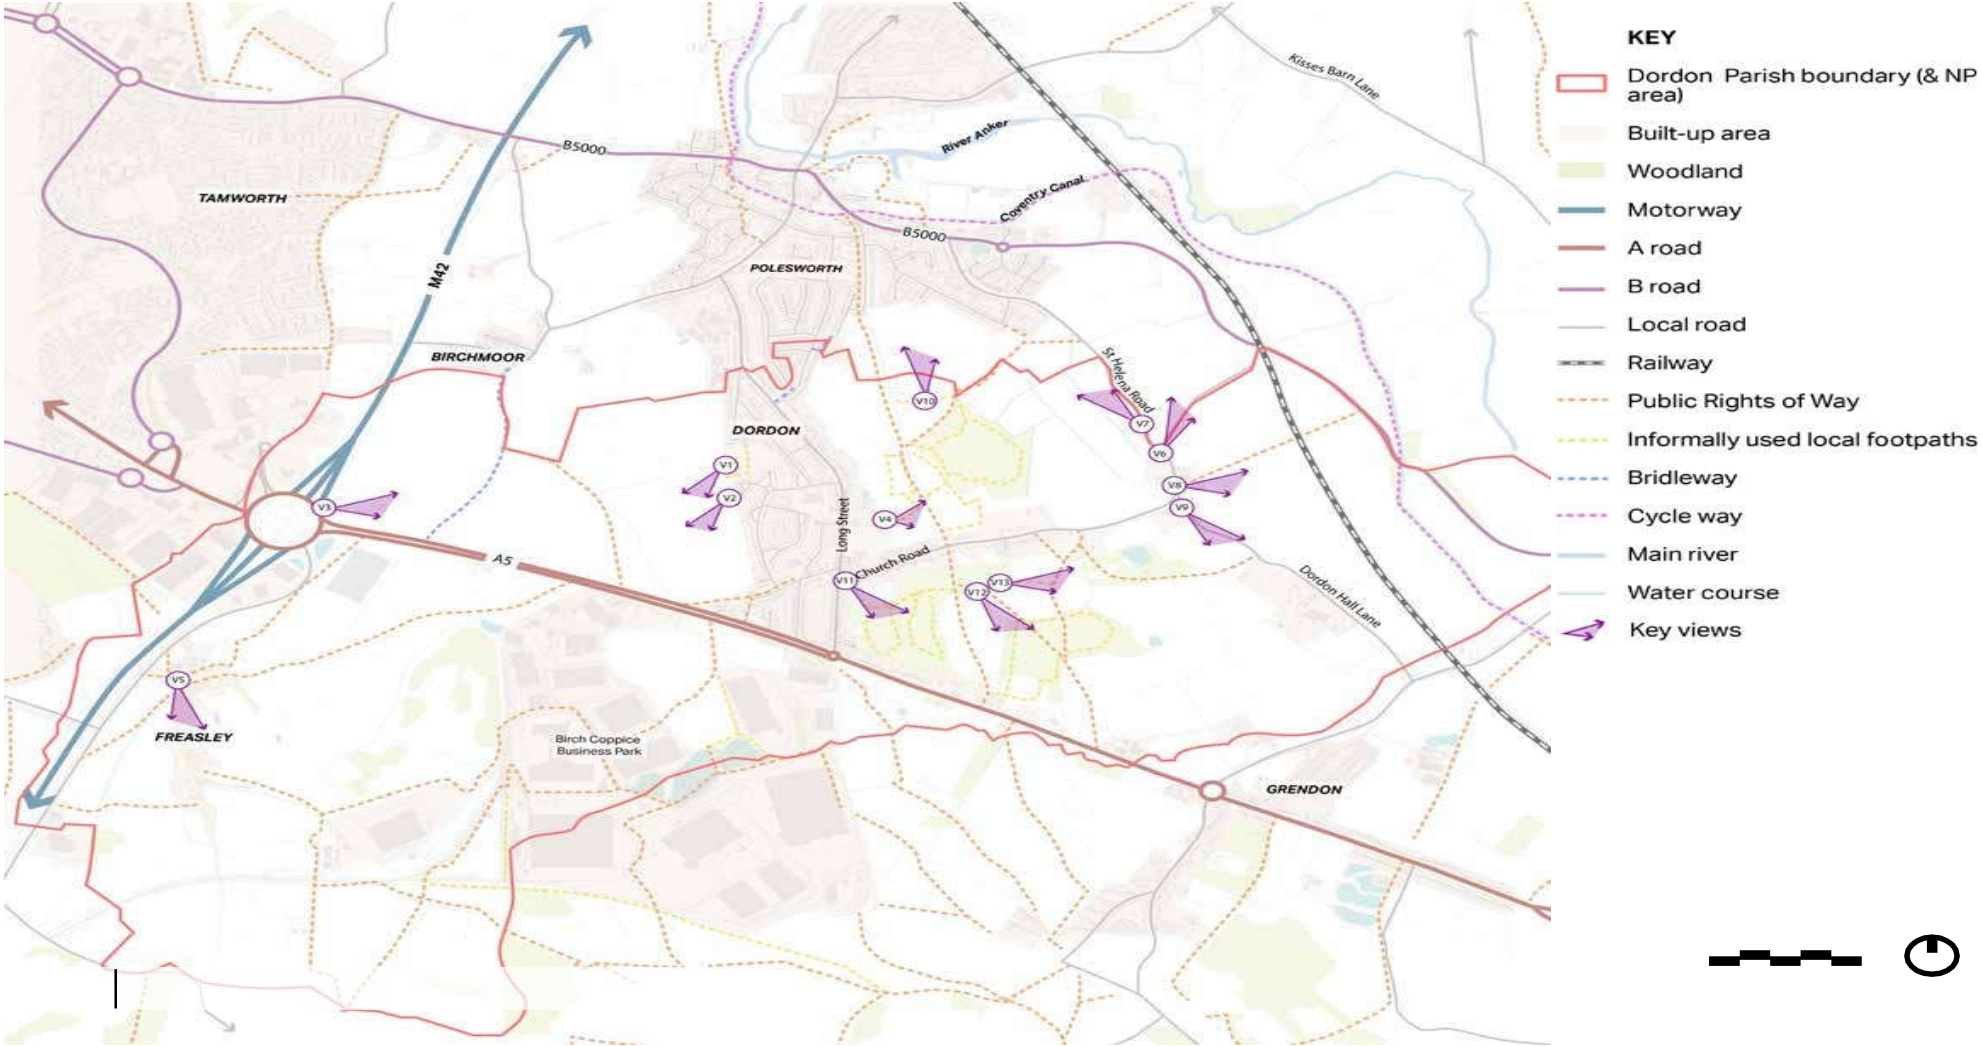 KEY
Dordon Parish boundary (& NP
area)
Built-up area
Woodland
Motorway
A road
B road
Local road
Railway
Public Rights of Way
Informally used local footpaths
Bridleway
Cycle way
Main river
Water course
Key views
Kisses Barn Lane
River Anker
B5000
TAMWORTH
Coventry Canal
B5000
M42
POLESWORTH
BIRCHMOOR
St Helena Road
V10
V7
DORDON
V6
V1
V8
V2
V3
V9
Long Street
V4
A5
Church Road
V11
V13
V12
Dordon Hall Lane
V5
FREASLEY
Birch Coppice
Business Park
GRENDON